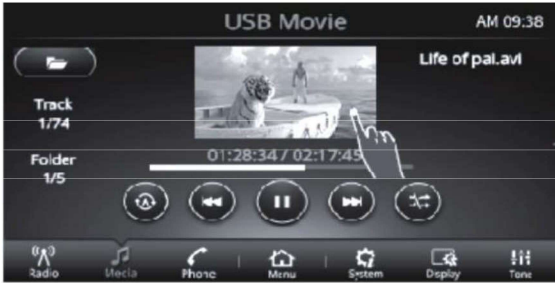 USB Movie
AM 09:38
Life of pai.avi
Track
1/74
01:28:34 / 02:17:45
Folder
1/5
A
Radio
Media
Phone
Menu
System
Display
Tone